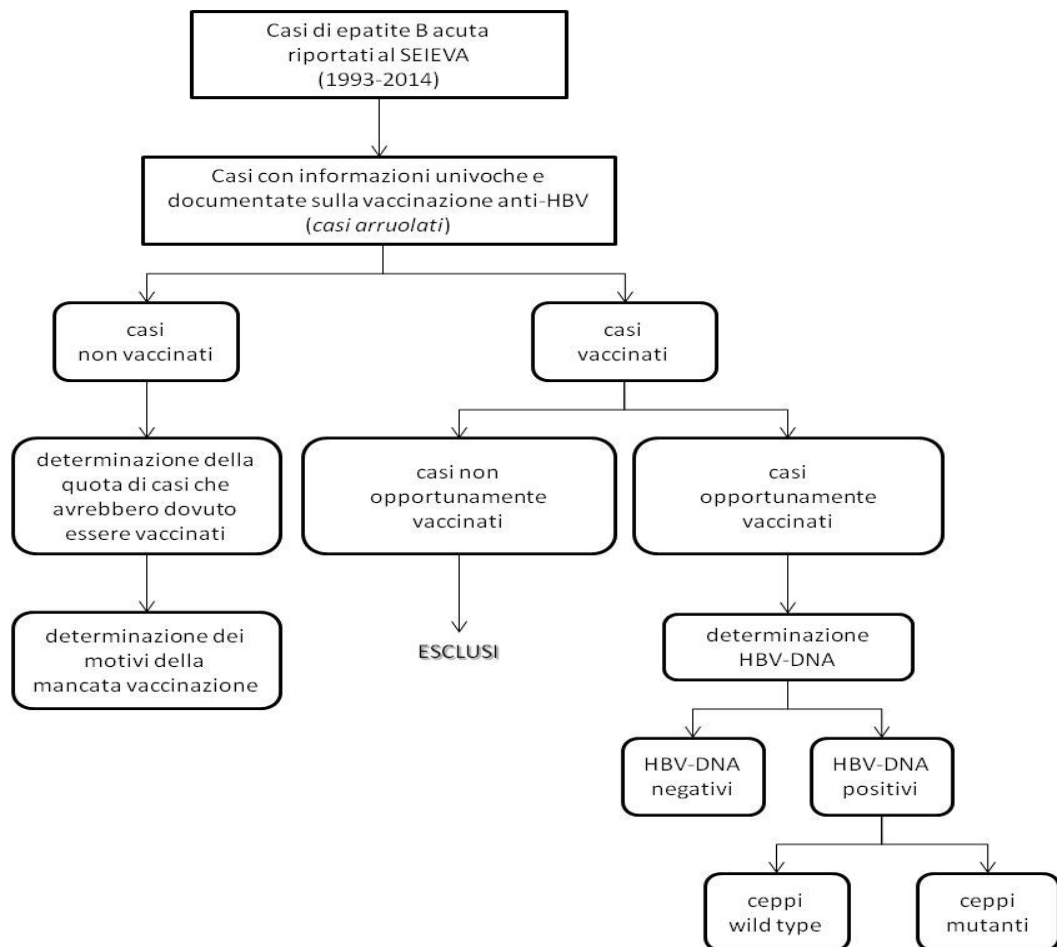 Casi di epatite B acuta
riportati al SEIEVA
(1993-2014)
Casi con informazioni univoche e
documentate sulla vaccinazione anti-HBV
(casi arruolati)
casi
non vaccinati
casi
vaccinati
determinazione della
quota di casi che
avrebbero dovuto
essere vaccinati
casi non
opportunamente
vaccinati
casi
opportunamente
vaccinati
determinazione dei
motivi della
mancata vaccinazione
ESCLUSI
determinazione
HBV-DNA
HBV-DNA
negativi
HBV-DNA
positivi
ceppi
wild type
ceppi
mutanti